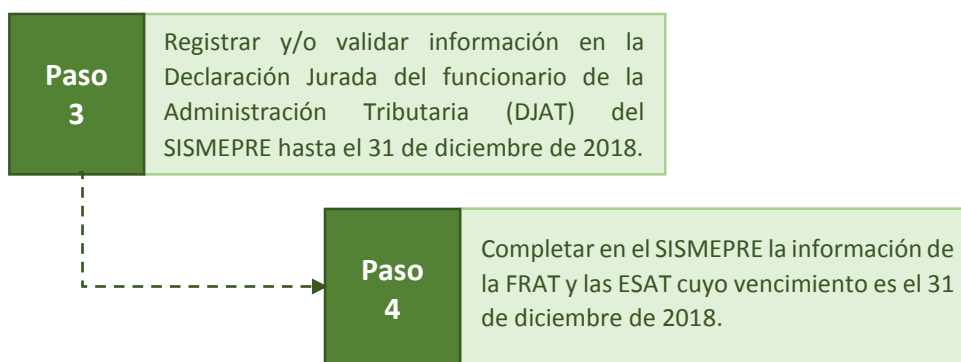 Paso
3
Registrar y/o validar información en la
Declaración Jurada del funcionario de la
Administración Tributaria (DJAT) del
SISMEPRE hasta el 31 de diciembre de 2018.
Paso
4
Completar en el SISMEPRE la información de
la FRAT y las ESAT cuyo vencimiento es el 31
de diciembre de 2018.